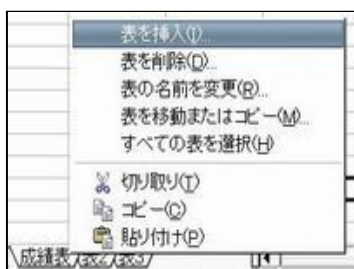 表を挿入(I)...
表を削除(D)...
表の名前を変更(R)...
表を移動またはコピー(M)...
すべての表を選択(H)
切り取り(T)
コピー(C)
貼り付け(P)
成績表/表2/表3/